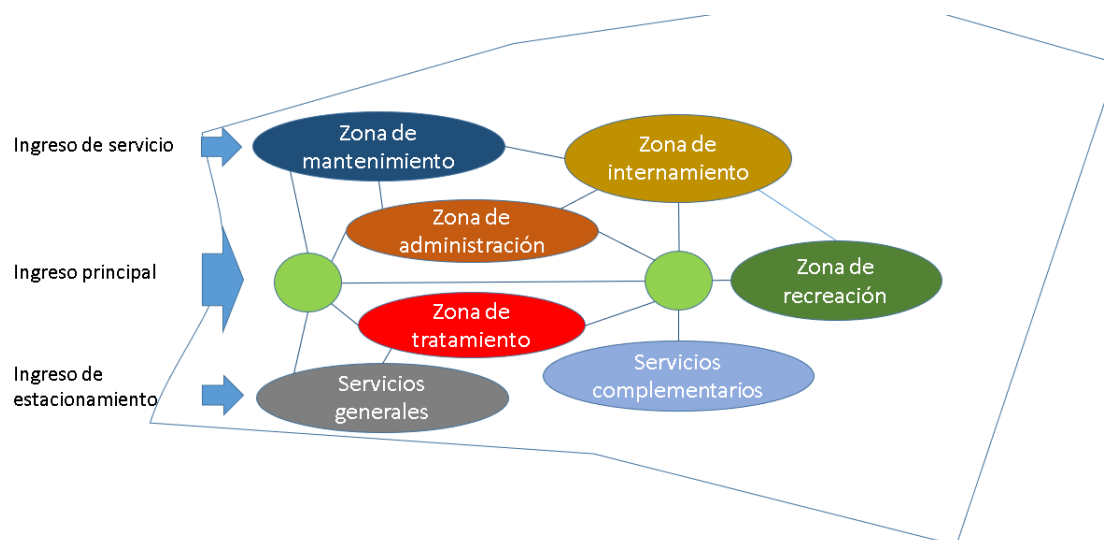 Ingreso de servicio
Zona de
mantenimiento
Zona de
internamiento
Zona de
administración
Ingreso principal
Zona de
recreación
Zona de
tratamiento
Ingreso de
estacionamiento
Servicios
generales
Servicios
complementarios